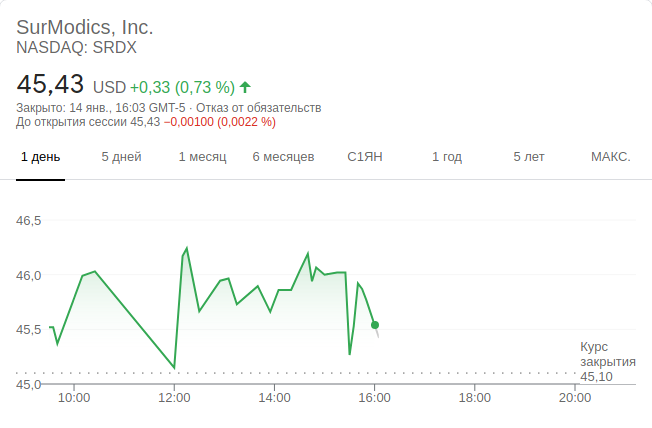 SurModics, Inc.
NASDAQ: SRDX
45,43 USD +0,33 (0,73 %)
Закрыто: 14 янв., 16:03 GMT-5 · Отказ от обязательств
До открытия сессии 45,43 −0,00100 (0,0022 %)
1 день 5 дней 1 месяц 6 месяцев С1ЯН 1 год 5 лет МАКС.
46,5
46,0
45,5
Курс
закрытия
45,10
45,0
10:00 12:00 14:00 16:00 18:00 20:00